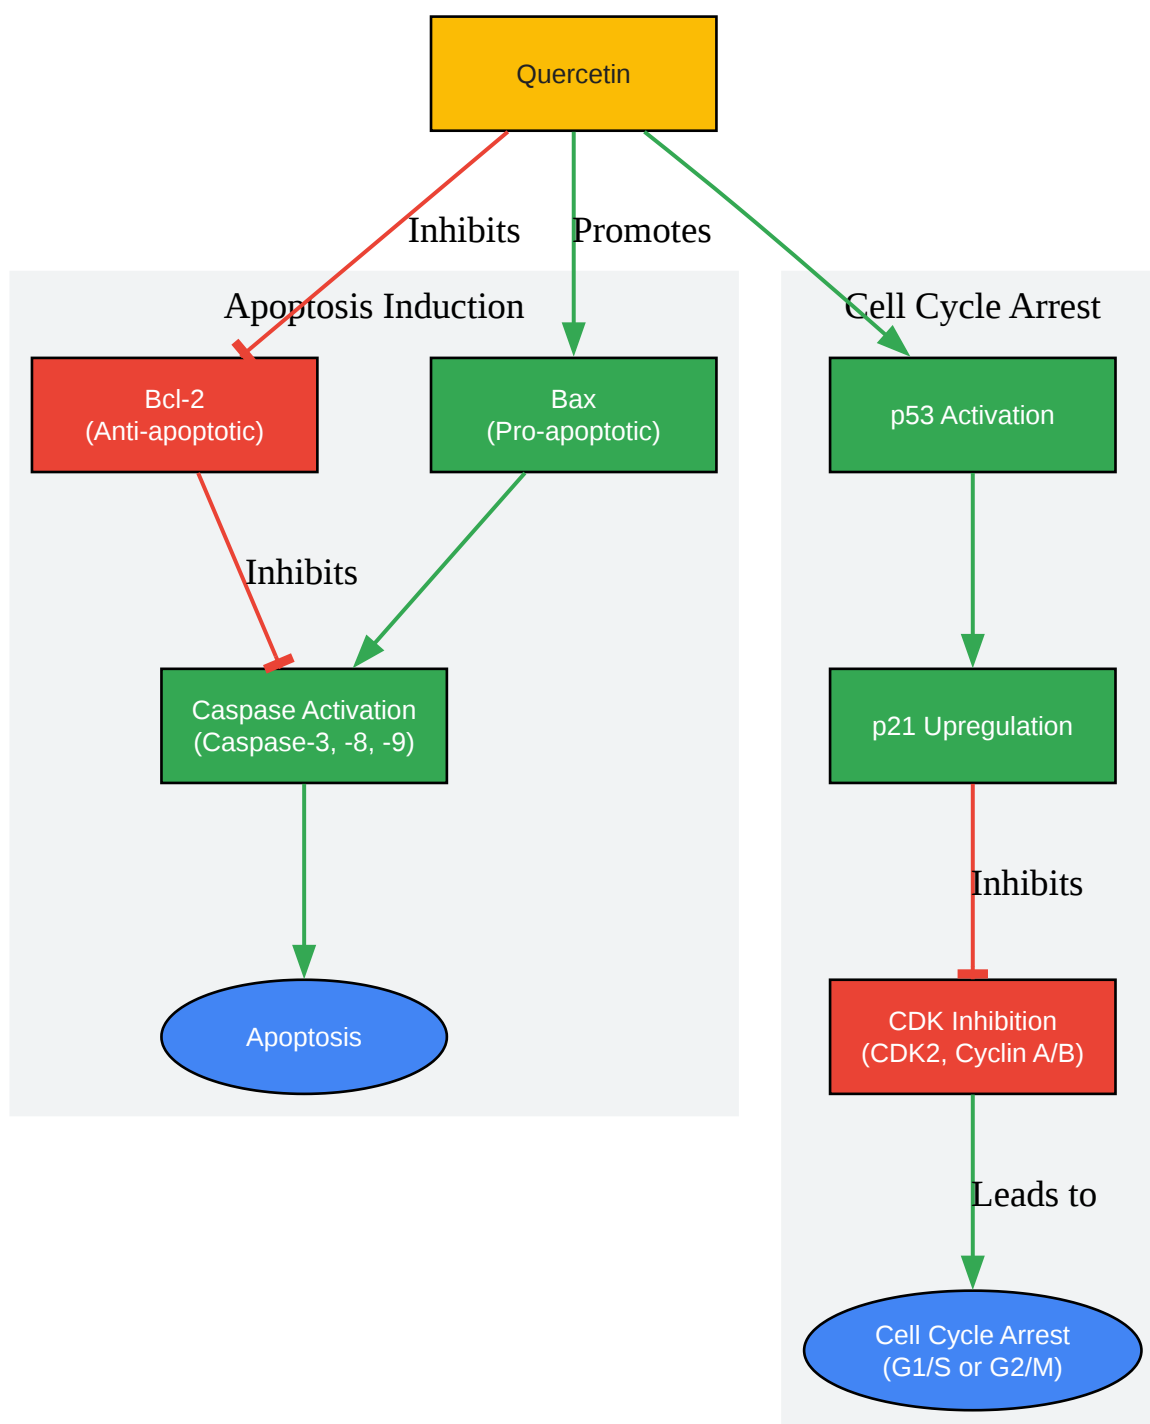 Quercetin
Inhibits
Promotes
Apoptosis Induction
Cell Cycle Arrest
Bcl-2
(Anti-apoptotic)
Bax
(Pro-apoptotic)
p53 Activation
Inhibits
Caspase Activation
(Caspase-3, -8, -9)
p21 Upregulation
Inhibits
Apoptosis
CDK Inhibition
(CDK2, Cyclin A/B)
Leads to
Cell Cycle Arrest
(G1/S or G2/M)